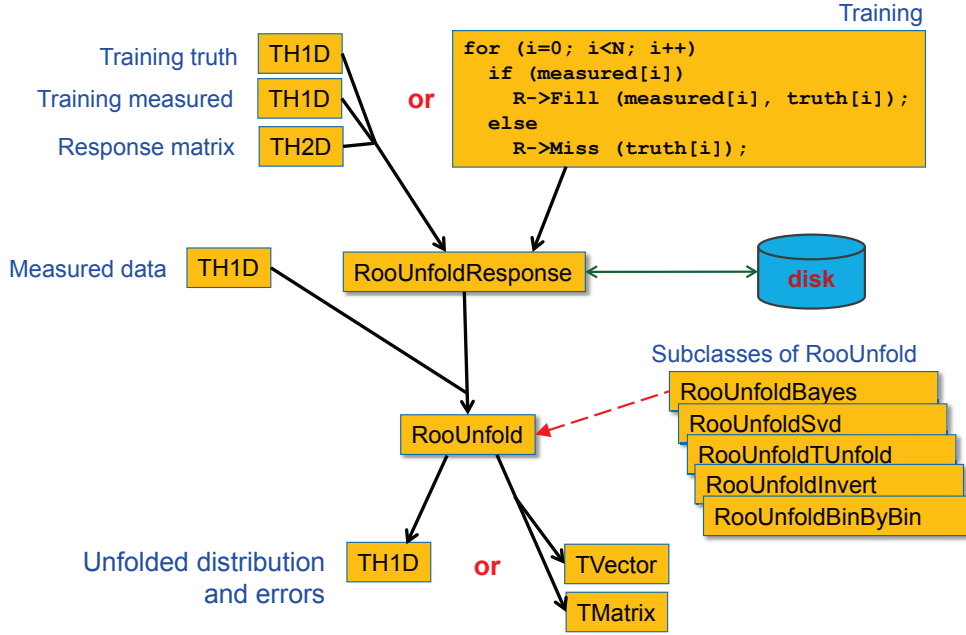 Training
Training truth
TH1D
Training measured
TH1D
Response matrix
TH2D
or
for (i=0; i<N; i++)
if (measured[i])
R->Fill (measured[i], truth[i]);
else
R->Miss (truth[i]);
Measured data
TH1D
RooUnfoldResponse
disk
Subclasses of RooUnfold
RooUnfoldBayes
RooUnfoldSvd
RooUnfoldTUnfold
RooUnfoldInvert
RooUnfoldBinByBin
RooUnfold
Unfolded distribution
and errors
TH1D
or
TVector
TMatrix